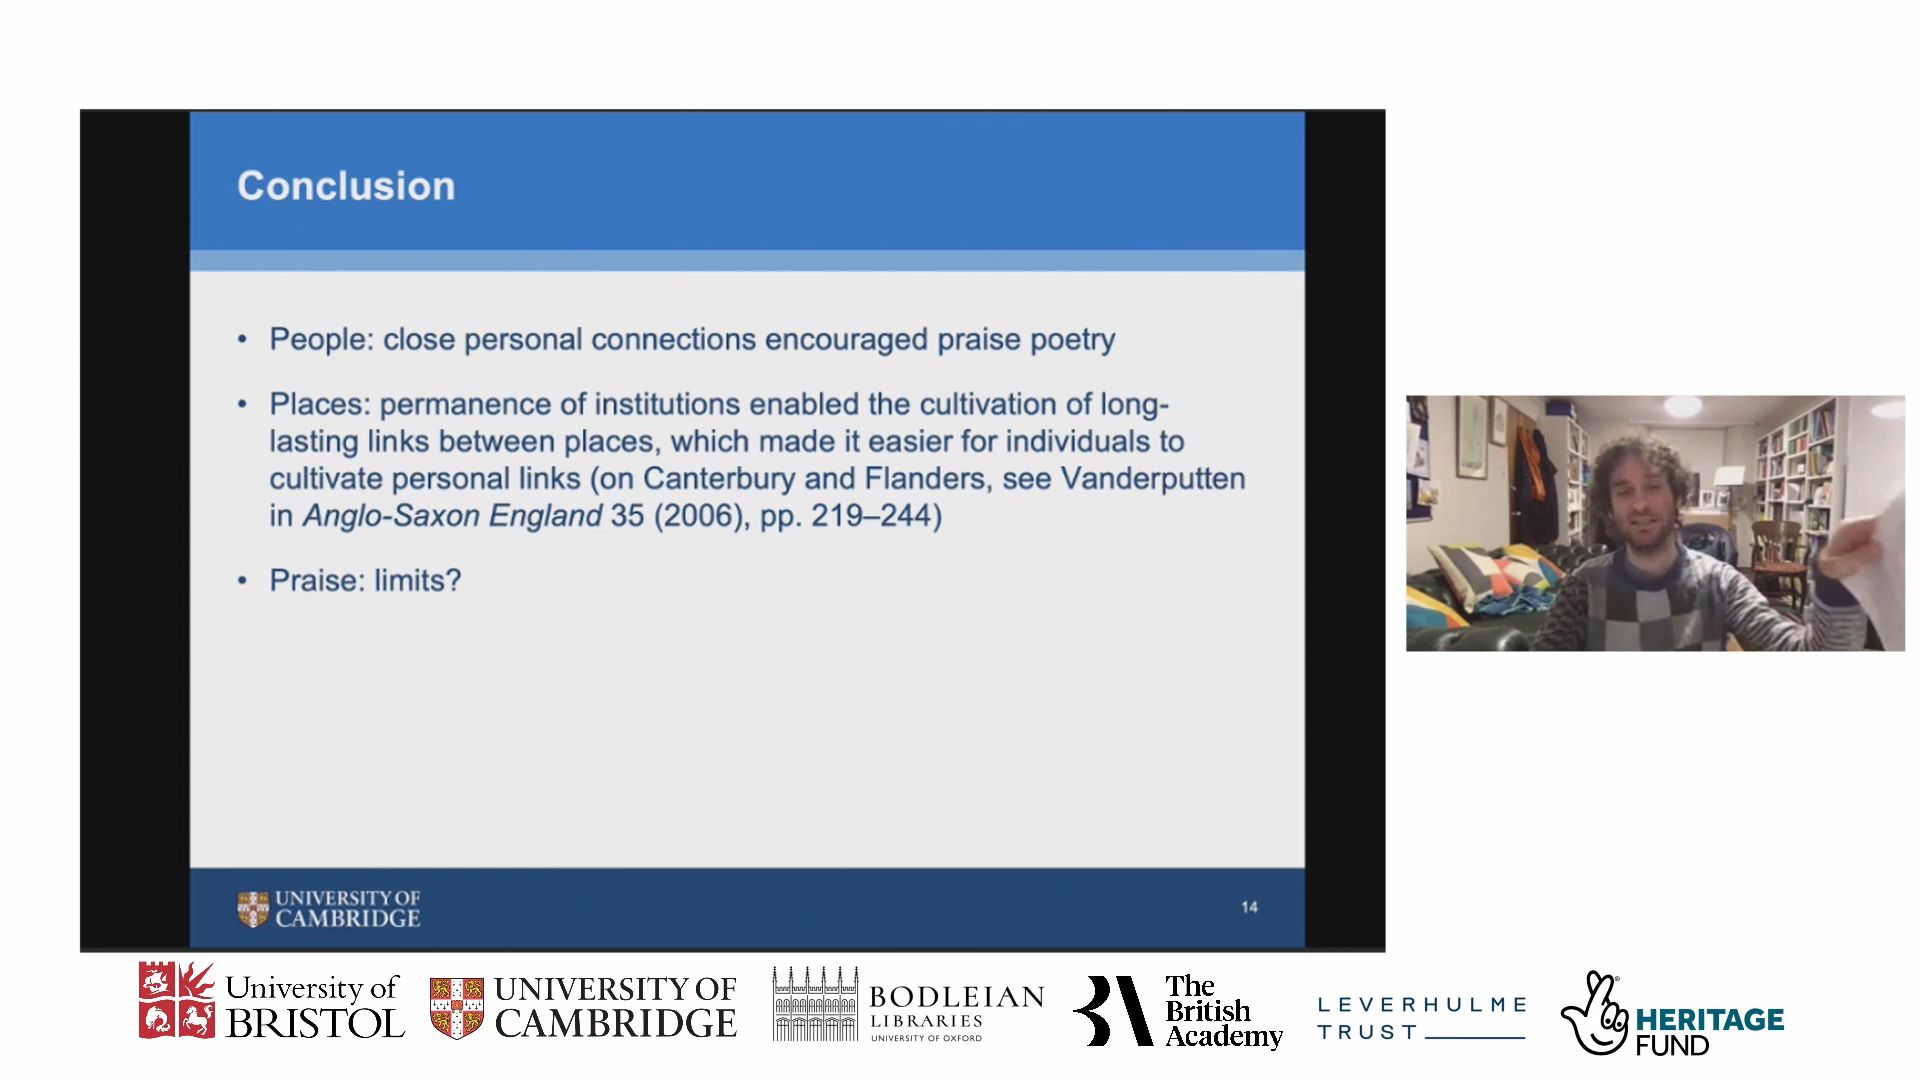 Conclusion
• People: close personal connections encouraged praise poetry
• Places: permanence of institutions enabled the cultivation of long-
lasting links between places, which made it easier for individuals to
cultivate personal links (on Canterbury and Flanders, see Vanderputten
in Anglo-Saxon England 35 (2006), pp. 219–244)
• Praise: limits?
UNIVERSITY OF
CAMBRIDGE
14
University of
BRISTOL
UNIVERSITY OF
CAMBRIDGE
BODLEIAN
LIBRARIES
UNIVERSITY OF OXFORD
The
British
Academy
LEVERHULME
TRUST
HERITAGE
FUND